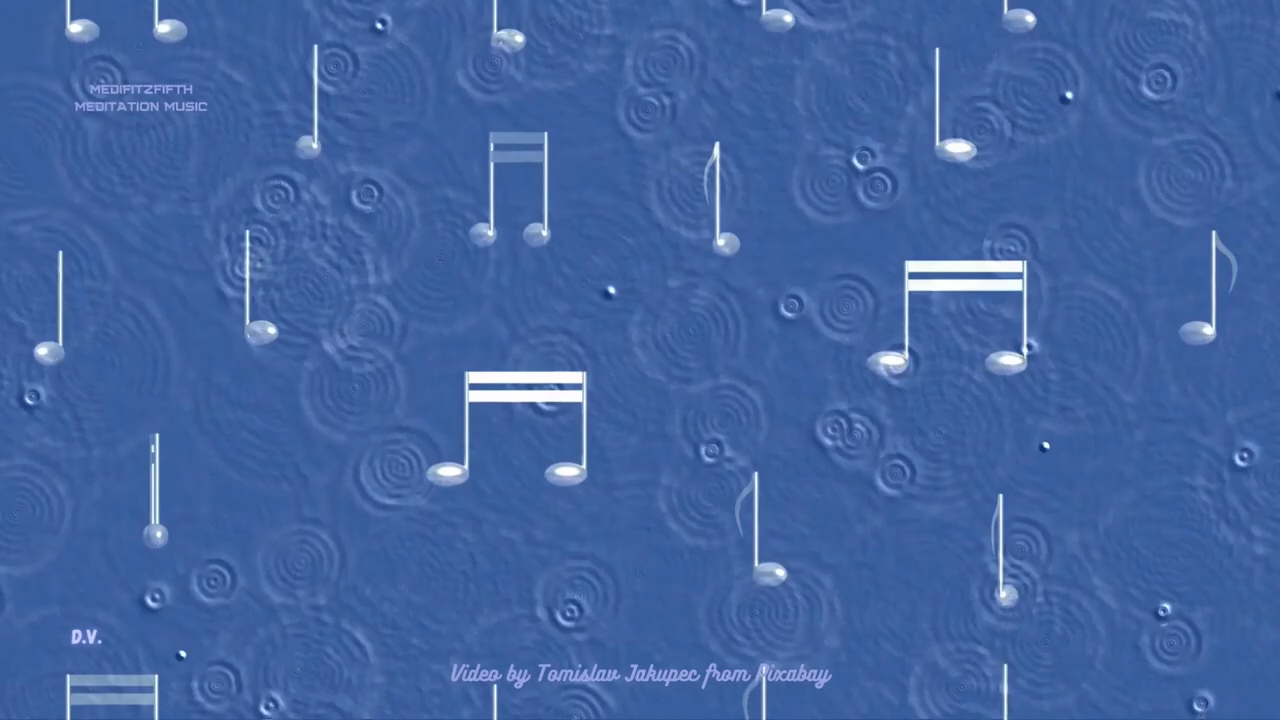 MEDIFITZFIFTH
MEDITATION MUSIC
D.V.
Video by Tomislav Jakupec from Pixabay